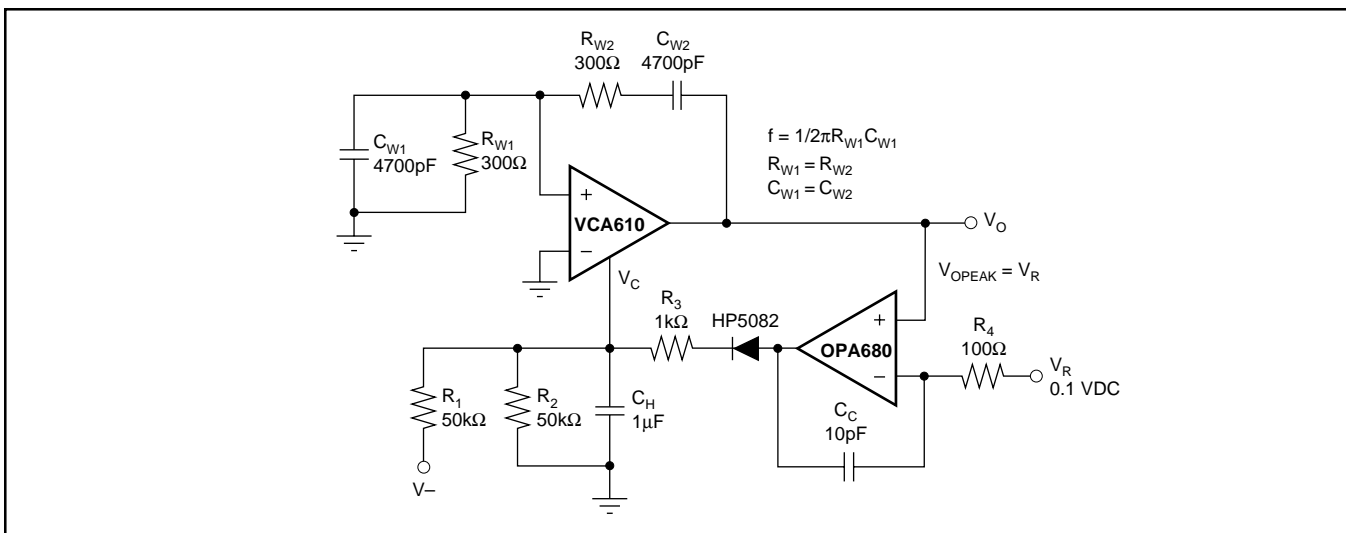 R_W2
300Ω
C_W2
4700pF
C_W1
4700pF
R_W1
300Ω
f = 1/2πR_W1C_W1
R_W1 = R_W2
C_W1 = C_W2
+
VCA610
–
V_O
V_C
V_OPEAK = V_R
R_3
1kΩ
HP5082
+
OPA680
–
R_4
100Ω
V_R
0.1 VDC
R_1
50kΩ
R_2
50kΩ
C_H
1µF
C_C
10pF
V–